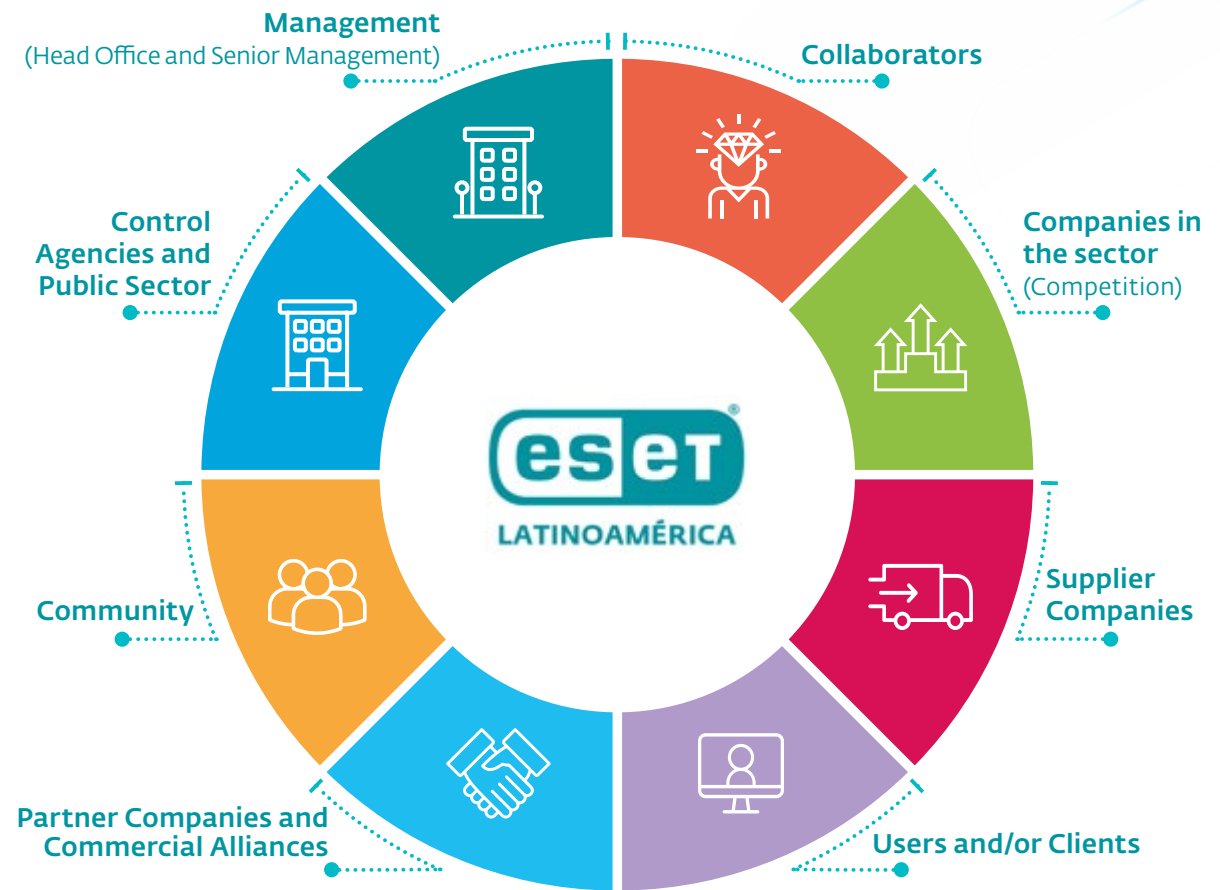 Management
(Head Office and Senior Management)
Collaborators
Control
Agencies and
Public Sector
Companies in
the sector
(Competition)
eseT®
LATINOAMÉRICA
Community
Supplier
Companies
Partner Companies and
Commercial Alliances
Users and/or Clients